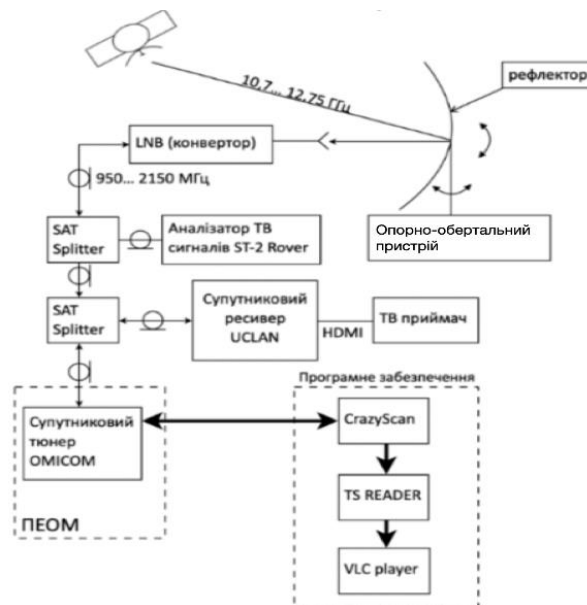 10,7... 12,75 ГГц
рефлектор
LNB (конвертор)
950... 2150 МГц
SAT
Splitter
Аналізатор ТВ
сигналів ST-2 Rover
Опорно-обертальний
пристрій
SAT
Splitter
Супутниковий
ресивер
UCLAN
HDMI
ТВ приймач
Програмне забезпечення
Супутниковий
тюнер
OMICOM
CrazyScan
TS READER
VLC player
ПЕОМ